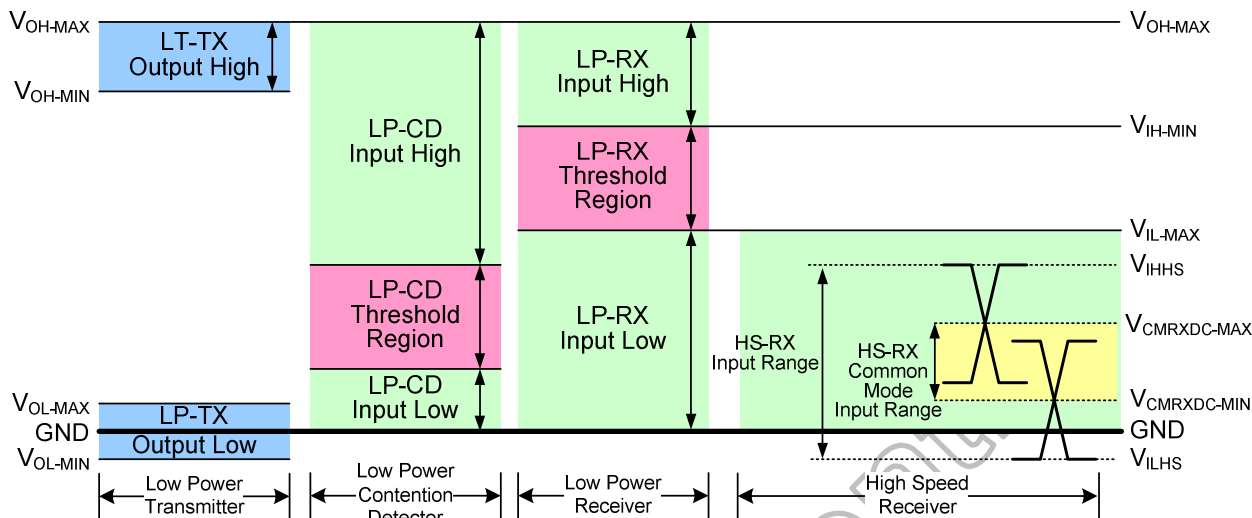 VOH-MAX
LT-TX
Output High
VOH-MIN
VOL-MAX
LP-TX
GND
Output Low
VOL-MIN
LP-CD
Input High
LP-CD
Threshold
Region
LP-CD
Input Low
LP-RX
Input High
LP-RX
Threshold
Region
LP-RX
Input Low
HS-RX
Input Range
HS-RX
Common
Mode
Input Range
VOH-MAX
VIH-MIN
VIL-MAX
VIHHS
VCMRXDC-MAX
VCMRXDC-MIN
GND
VILHS
Low Power
Transmitter
Low Power
Contention
Detector
Low Power
Receiver
High Speed
Receiver